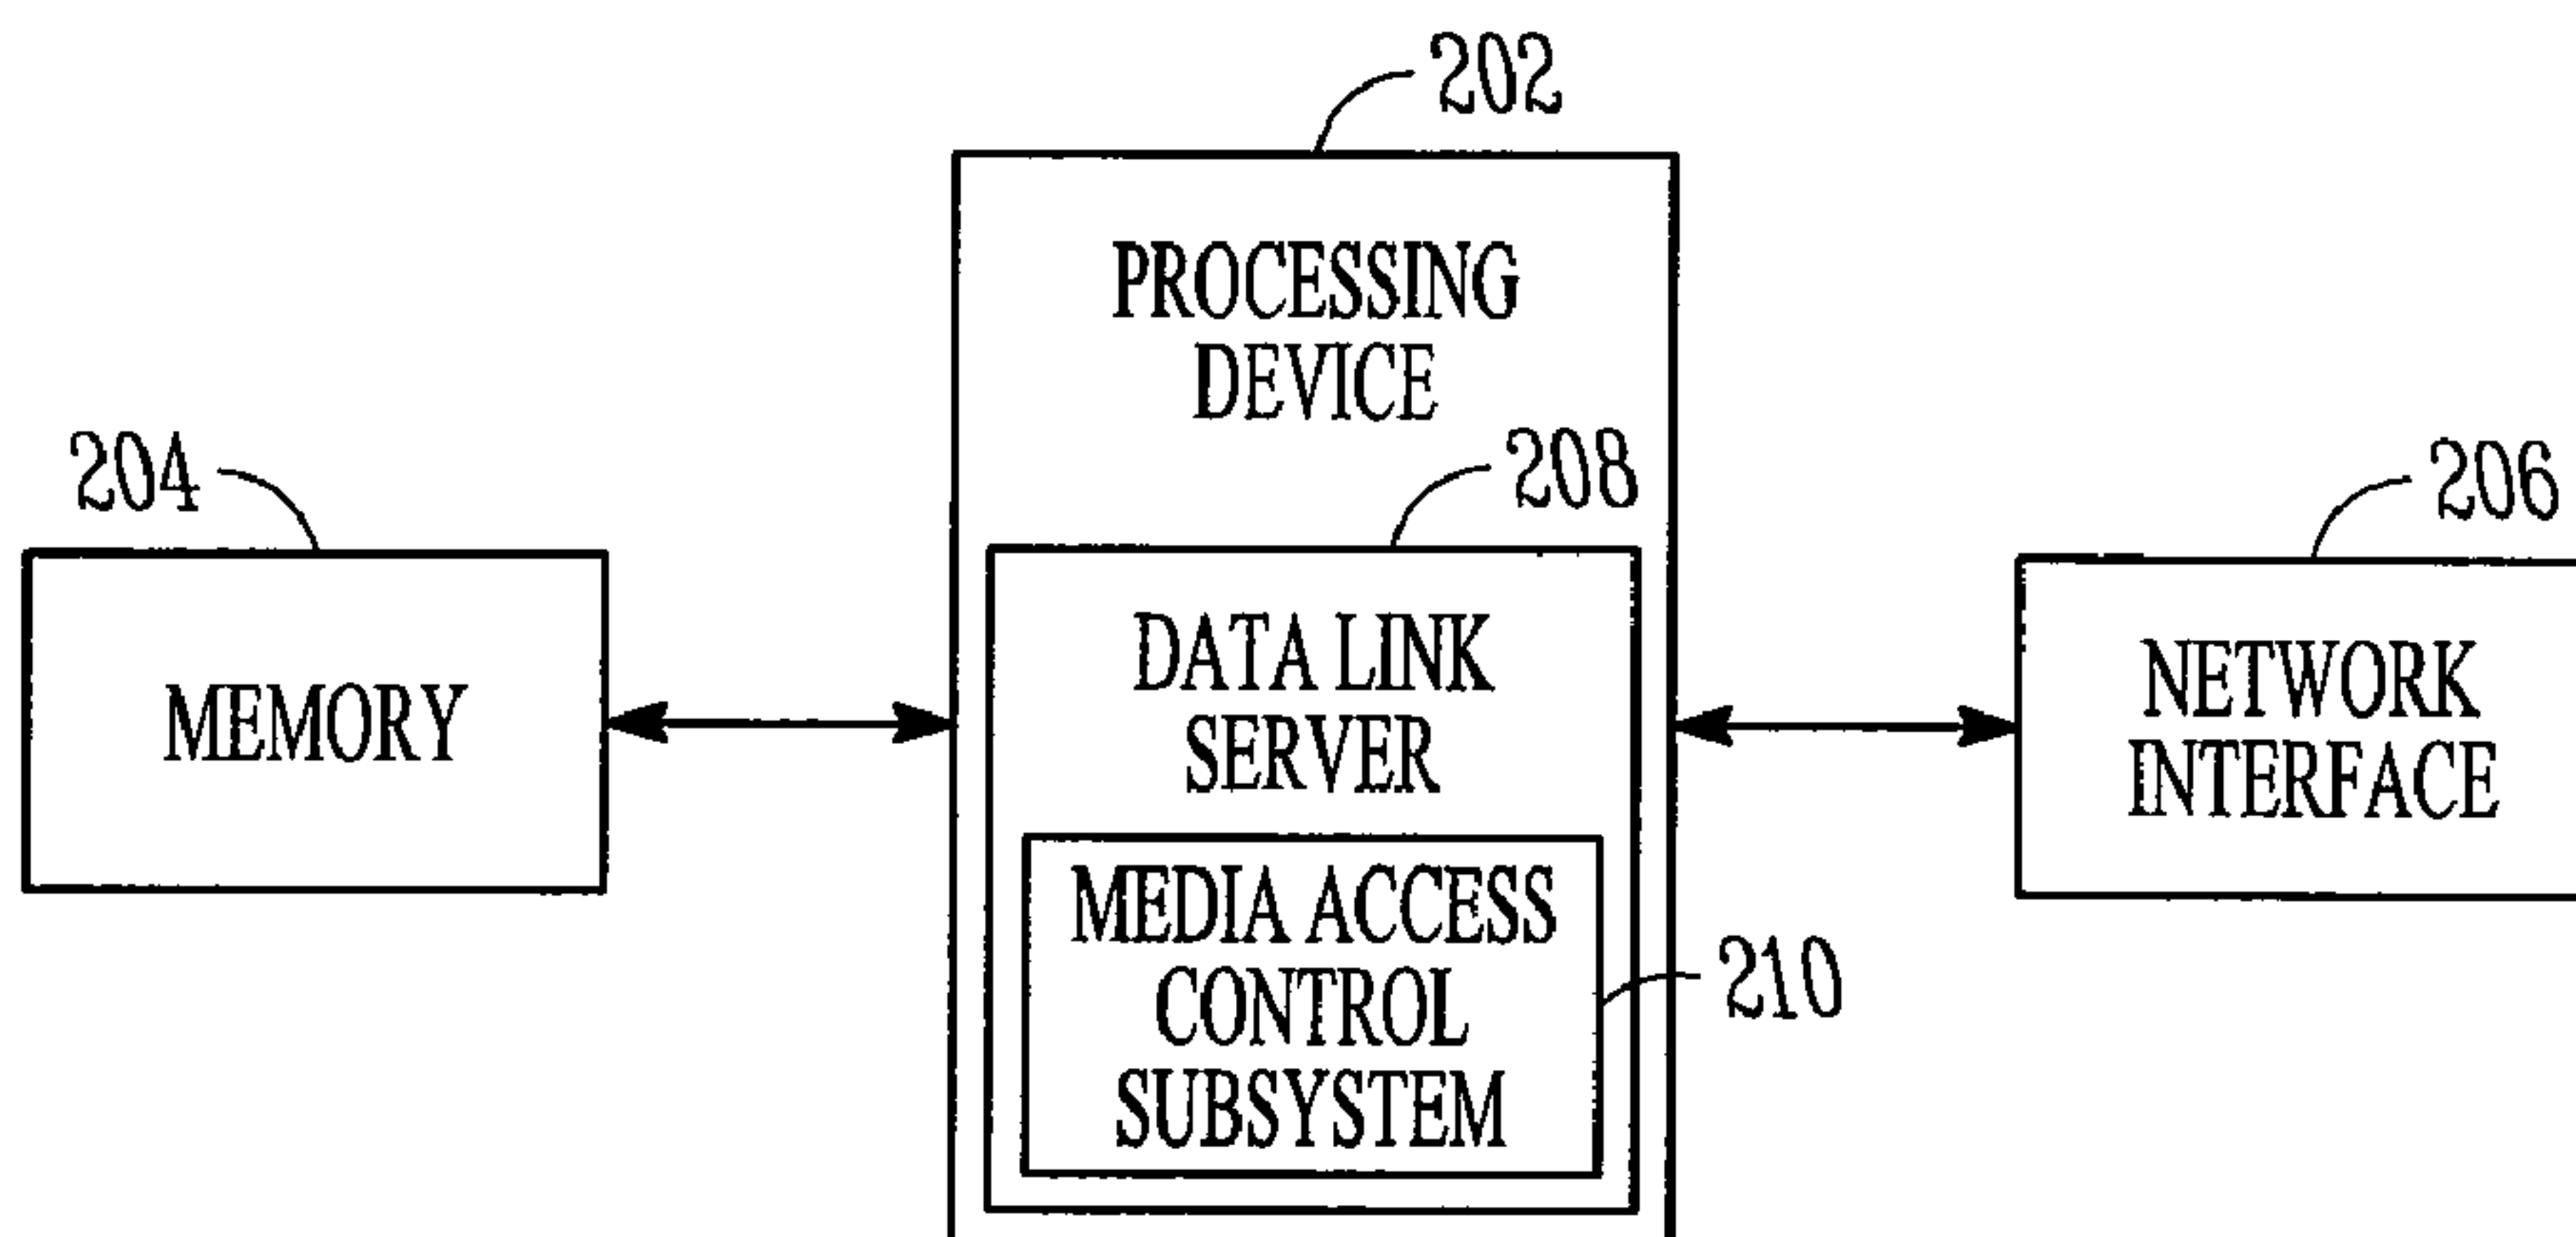 202
PROCESSING
DEVICE
204
208
206
MEMORY
DATA LINK
SERVER
NETWORK
INTERFACE
MEDIA ACCESS
CONTROL
SUBSYSTEM
210